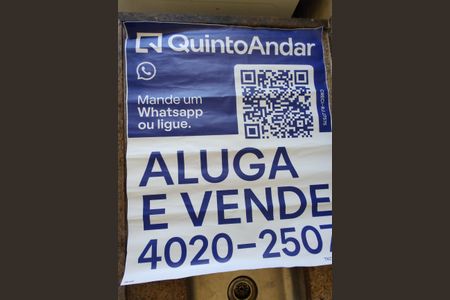 QuintoAndar
Mande um
Whatsapp
ou ligue.
ALUGA
E VENDE
4020-2507